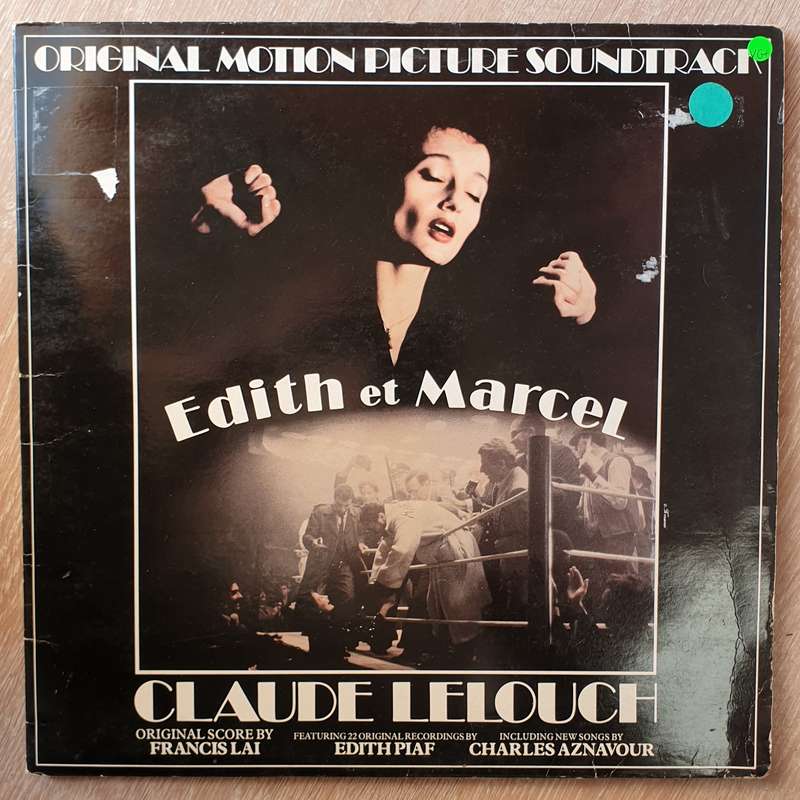 ORIGINAL MOTION PICTURE SOUNDTRACK
VG+
Edith et Marcel
CLAUDE LELOUCH
ORIGINAL SCORE BY
FRANCIS LAI
FEATURING 22 ORIGINAL RECORDINGS BY
EDITH PIAF
INCLUDING NEW SONGS BY
CHARLES AZNAVOUR